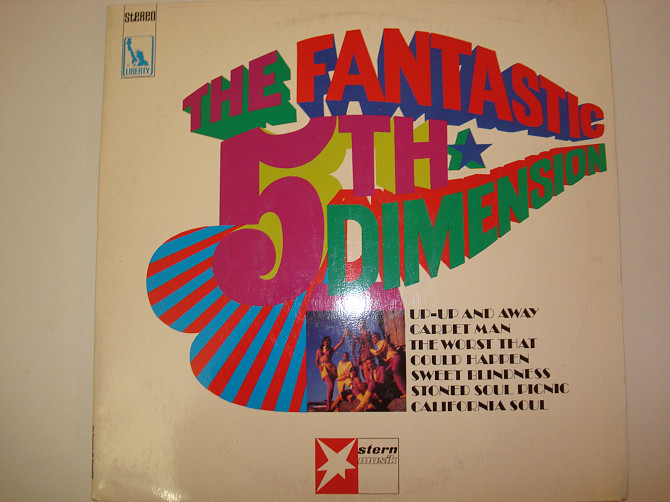 STEREO
LIBERTY
THE FANTASTIC
5TH
DIMENSION
UP-UP AND AWAY
CARPET MAN
THE WORST THAT
COULD HAPPEN
SWEET BLINDNESS
STONED SOUL PICNIC
CALIFORNIA SOUL
stern
musik